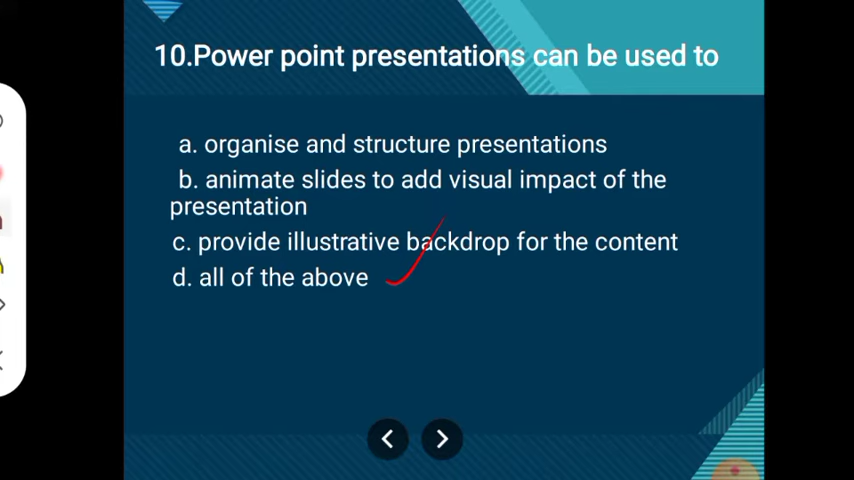 10.Power point presentations can be used to
a. organise and structure presentations
b. animate slides to add visual impact of the
presentation
c. provide illustrative backdrop for the content
d. all of the above